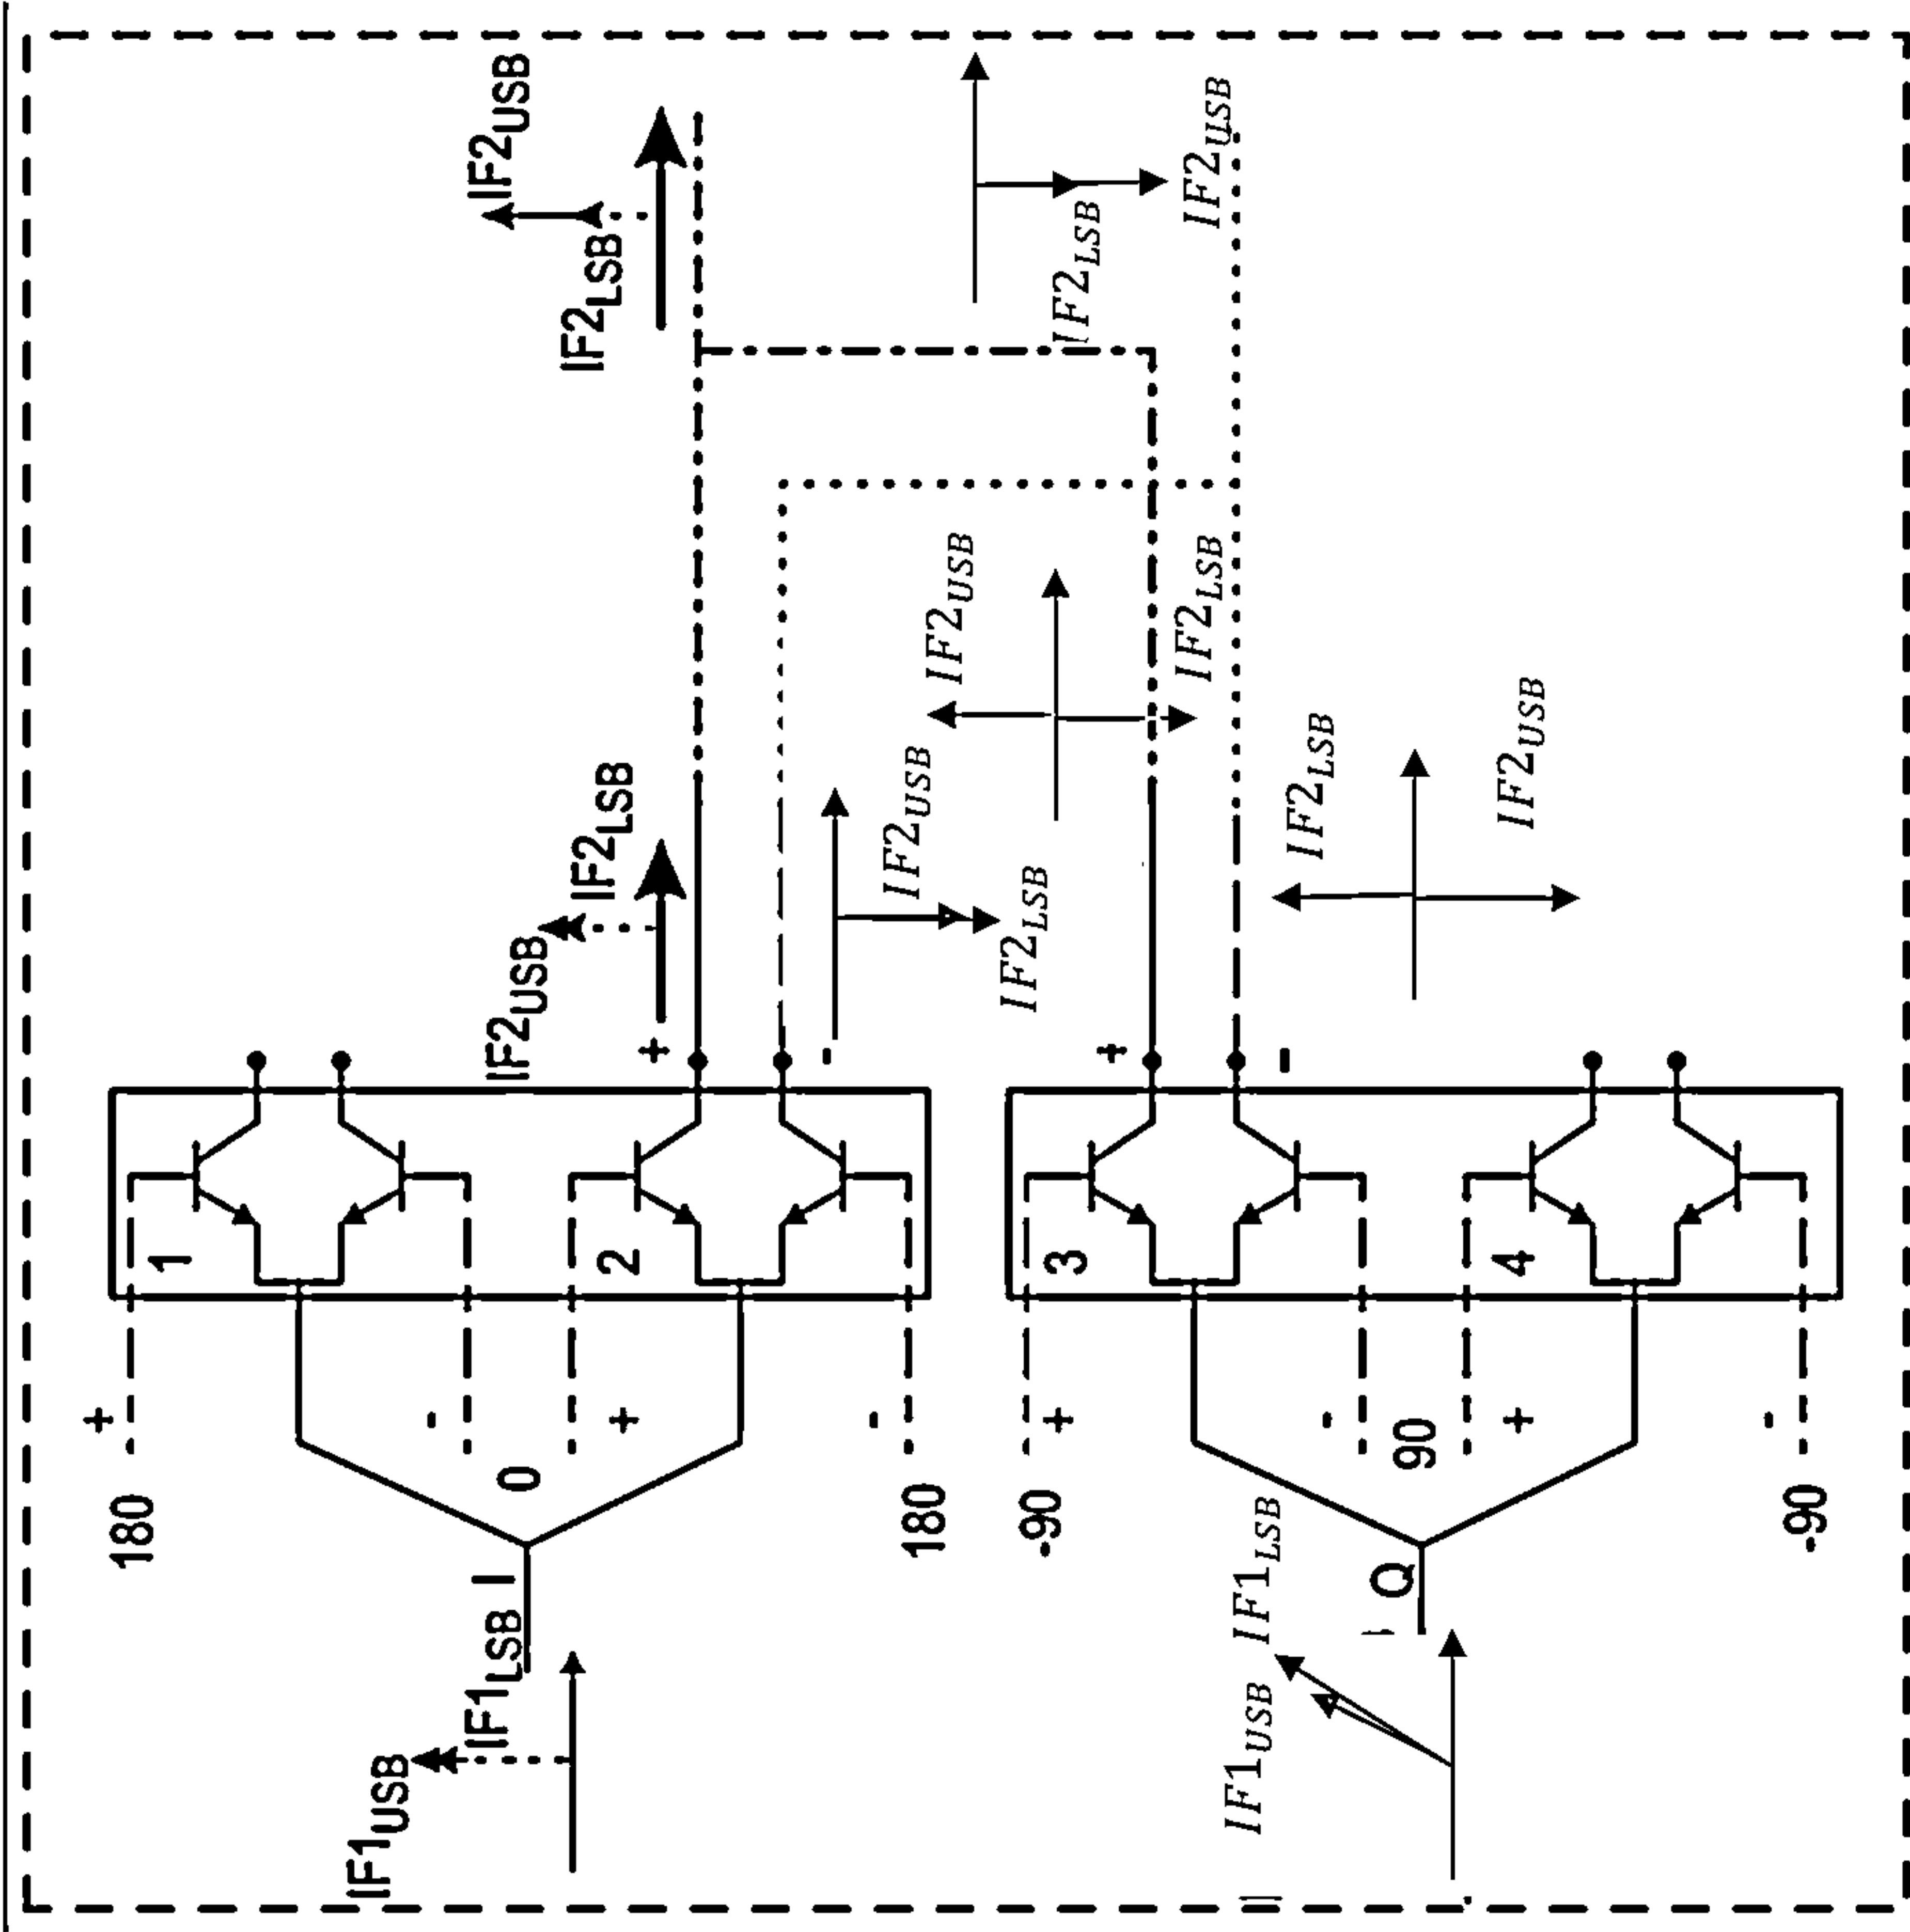 IF1USB
IF1LSB
I
180
+
-
0
+
-
180
1
2
IF2USB
IF2LSB
+
-
IF2USB
IF2LSB
IF2USB
IF2LSB
IF2LSB
IF2USB
IF2LSB
IF2USB
IF1USB
IF1LSB
Q
-90
+
-
90
+
-
-90
3
4
+
-
IF2LSB
IF2USB